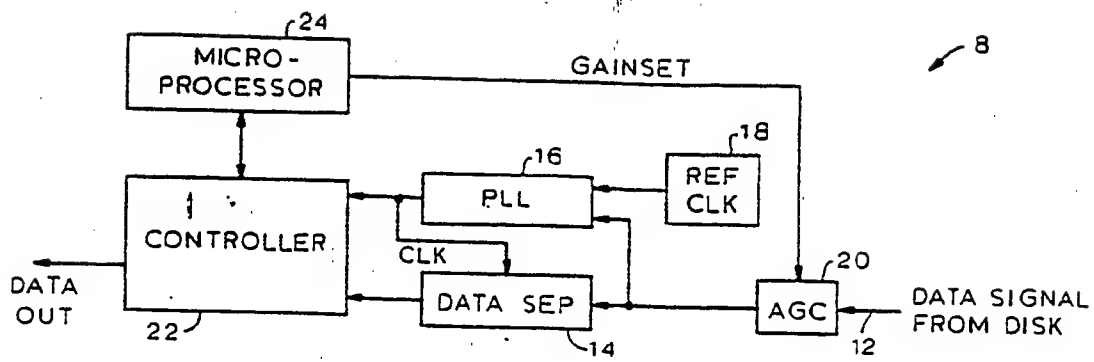 24
MICRO-
PROCESSOR
GAINSET
8
16
18
PLL
REF
CLK
CONTROLLER
CLK
20
DATA
OUT
DATA SEP
AGC
DATA SIGNAL
FROM DISK
12
22
14